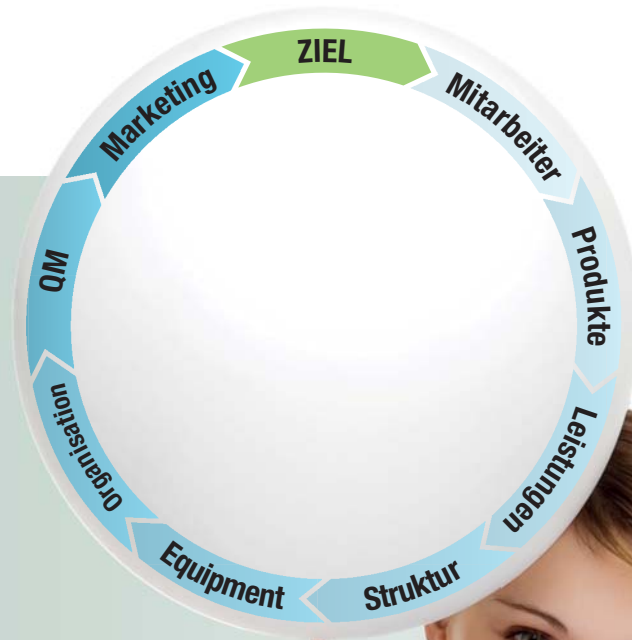 ZIEL
Mitarbeiter
Produkte
Leistungen
Struktur
Equipment
Organisation
QM
Marketing